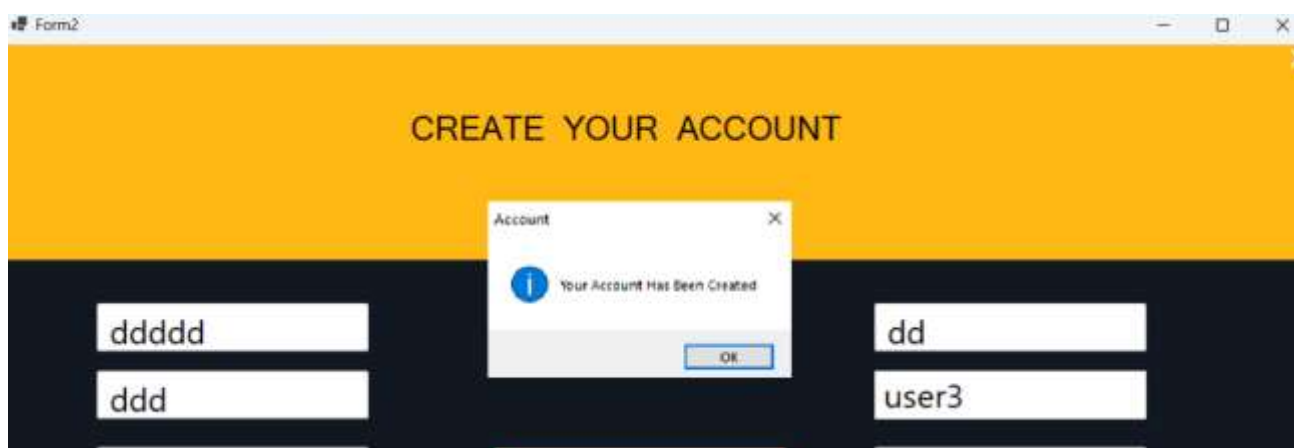 Form2
CREATE YOUR ACCOUNT
Account
Your Account Has Been Created
OK
ddddd
dd
ddd
user3